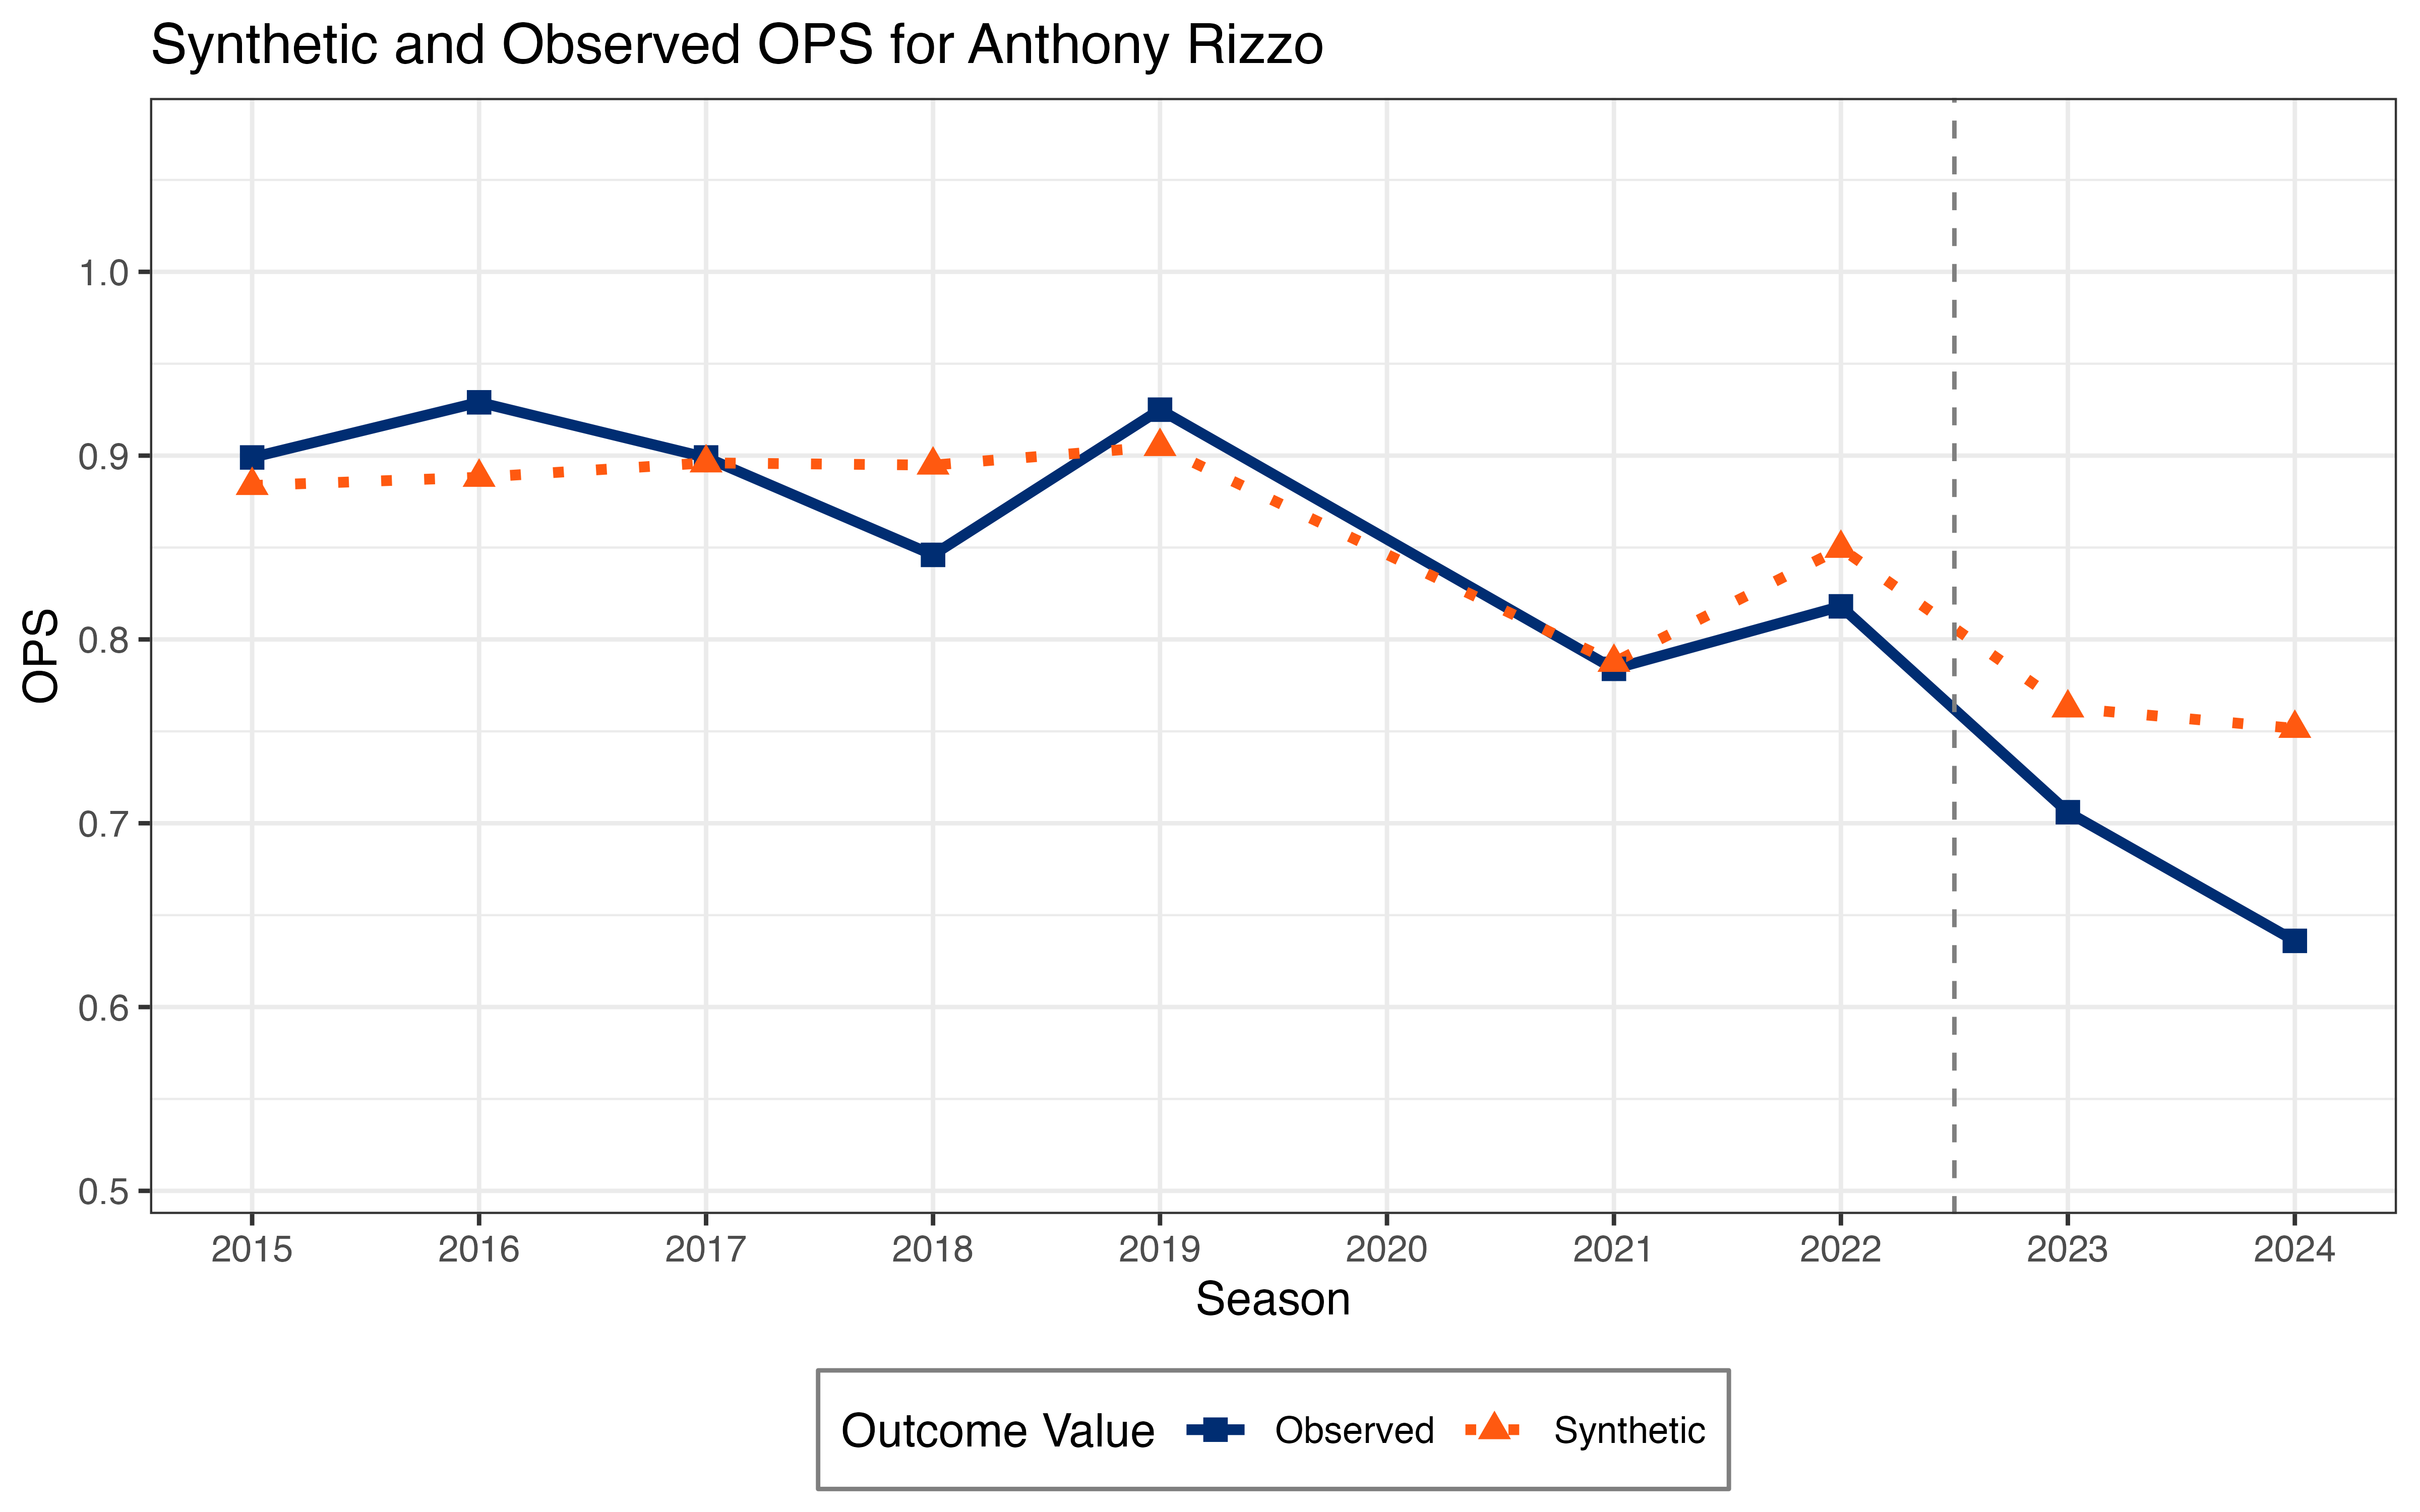 Synthetic and Observed OPS for Anthony Rizzo
OPS
1.0
0.9
0.8
0.7
0.6
0.5
2015 2016 2017 2018 2019 2020 2021 2022 2023 2024
Season
Outcome Value Observed Synthetic